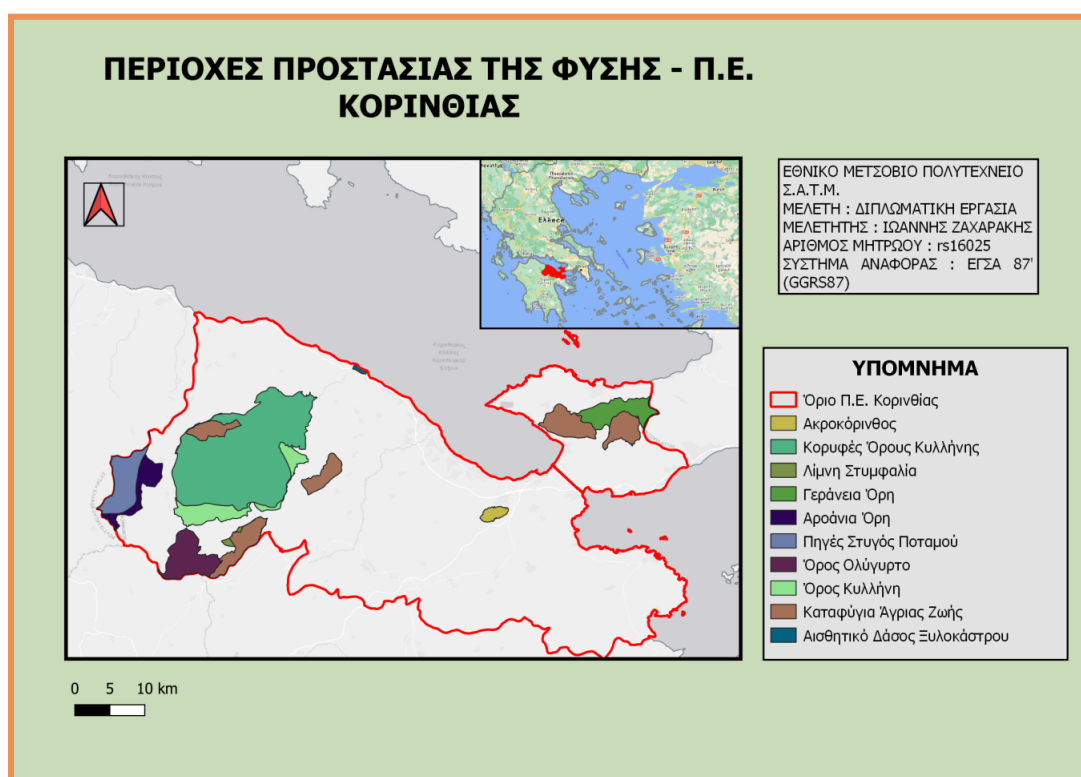 ΠΕΡΙΟΧΕΣ ΠΡΟΣΤΑΣΙΑΣ ΤΗΣ ΦΥΣΗΣ - Π.Ε.
ΚΟΡΙΝΘΙΑΣ
Ελλάς
ΕΘΝΙΚΟ ΜΕΤΣΟΒΙΟ ΠΟΛΥΤΕΧΝΕΙΟ
Σ.Α.Τ.Μ.
ΜΕΛΕΤΗ : ΔΙΠΛΩΜΑΤΙΚΗ ΕΡΓΑΣΙΑ
ΜΕΛΕΤΗΤΗΣ : ΙΩΑΝΝΗΣ ΖΑΧΑΡΑΚΗΣ
ΑΡΙΘΜΟΣ ΜΗΤΡΩΟΥ : rs16025
ΣΥΣΤΗΜΑ ΑΝΑΦΟΡΑΣ : ΕΓΣΑ 87'
(GGRS87)
ΥΠΟΜΝΗΜΑ
Όριο Π.Ε. Κορινθίας
Ακροκόρινθος
Κορυφές Όρους Κυλλήνης
Λίμνη Στυμφαλία
Γεράνεια Όρη
Αροάνια Όρη
Πηγές Στυγός Ποταμού
Όρος Ολύγυρτο
Όρος Κυλλήνη
Καταφύγια Άγριας Ζωής
Αισθητικό Δάσος Ξυλοκάστρου
0 5 10 km